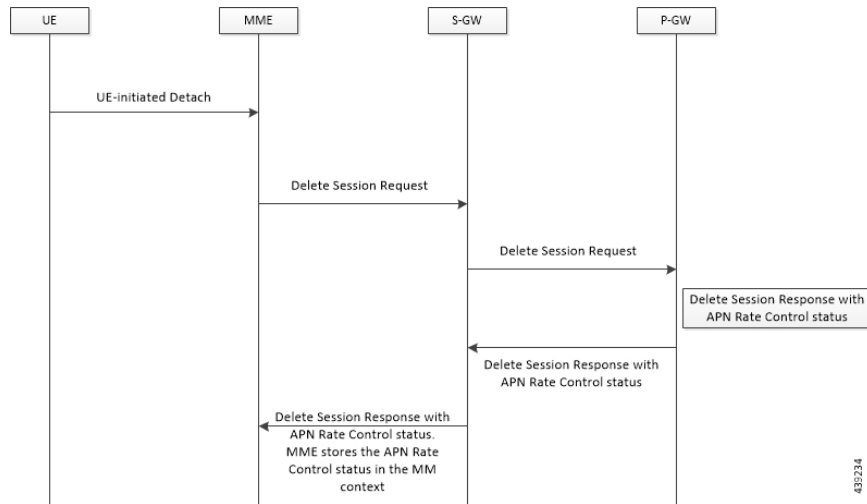 UE
MME
S-GW
P-GW
UE-initiated Detach
Delete Session Request
Delete Session Request
Delete Session Response with
APN Rate Control status
Delete Session Response with
APN Rate Control status
Delete Session Response with
APN Rate Control status.
MME stores the APN Rate
Control status in the MM
context
439234